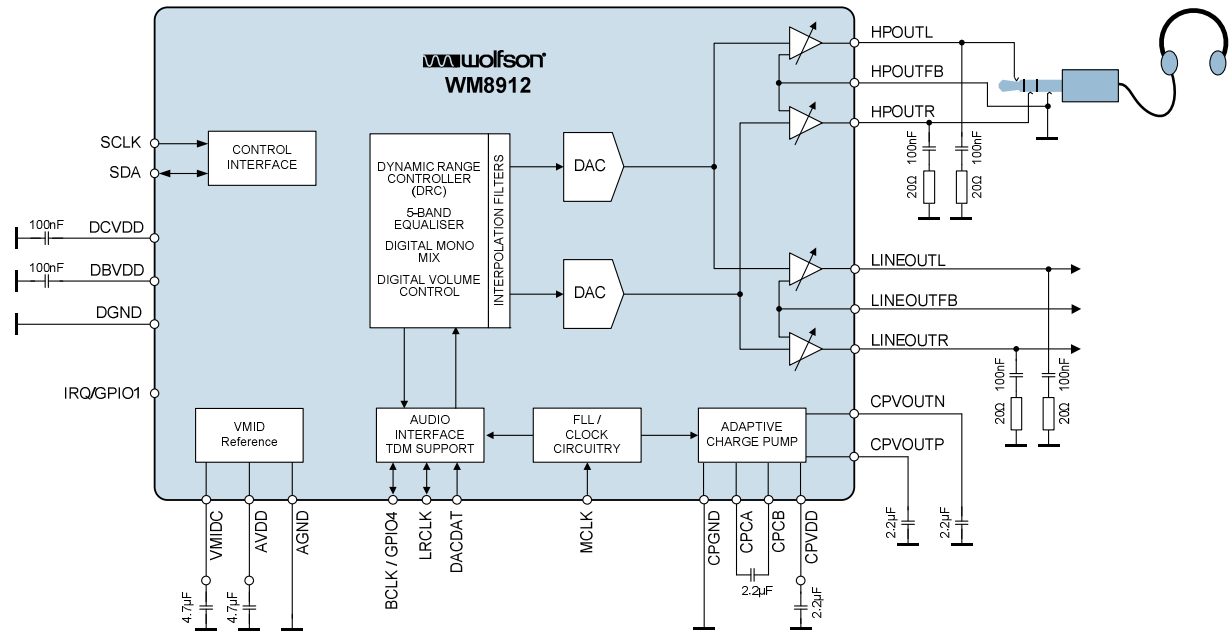 wolfson
WM8912
HPOUTL
HPOUTFB
HPOUTR
100nF
100nF
20Ω
20Ω
SCLK
SDA
CONTROL
INTERFACE
DYNAMIC RANGE
CONTROLLER
(DRC)
5-BAND
EQUALISER
DIGITAL MONO
MIX
DIGITAL VOLUME
CONTROL
INTERPOLATION FILTERS
DAC
DAC
DCVDD
100nF
DBVDD
100nF
DGND
IRQ/GPIO1
LINEOUTL
LINEOUTFB
LINEOUTR
100nF
100nF
20Ω
20Ω
VMID
Reference
AUDIO
INTERFACE
TDM SUPPORT
FLL /
CLOCK
CIRCUITRY
ADAPTIVE
CHARGE PUMP
CPVOUTN
CPVOUTP
2.2µF
2.2µF
VMIDC
AVDD
AGND
BCLK / GPIO4
LRCLK
DACDAT
MCLK
CPGND
CPCA
CPCB
CPVDD
4.7µF
4.7µF
2.2µF
2.2µF